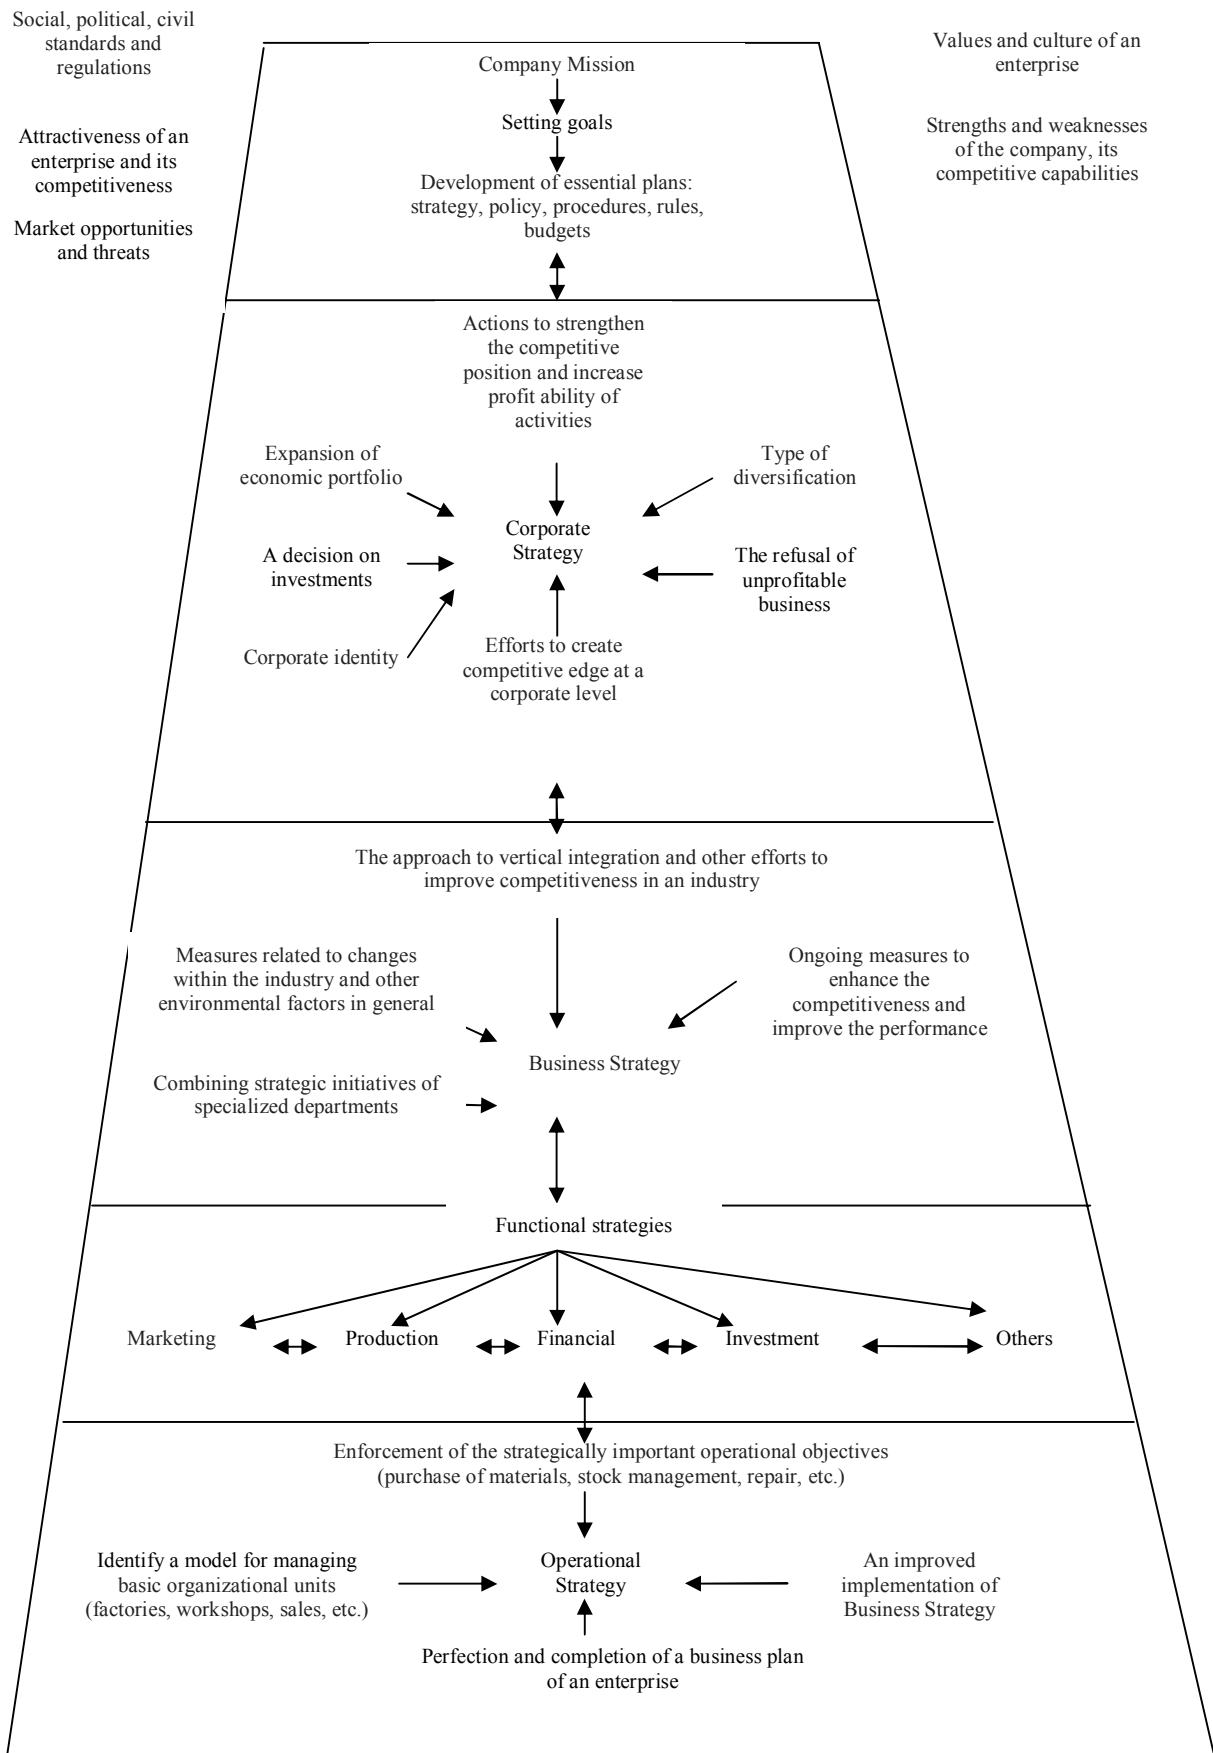 Social, political, civil
standards and
regulations
Values and culture of an
enterprise
Company Mission
Setting goals
Attractiveness of an
enterprise and its
competitiveness
Strengths and weaknesses
of the company, its
competitive capabilities
Development of essential plans:
strategy, policy, procedures, rules,
budgets
Market opportunities
and threats
Actions to strengthen
the competitive
position and increase
profit ability of
activities
Expansion of
economic portfolio
Type of
diversification
Corporate
Strategy
A decision on
investments
The refusal of
unprofitable
business
Corporate identity
Efforts to create
competitive edge at a
corporate level
The approach to vertical integration and other efforts to
improve competitiveness in an industry
Measures related to changes
within the industry and other
environmental factors in general
Ongoing measures to
enhance the
competitiveness and
improve the performance
Business Strategy
Combining strategic initiatives of
specialized departments
Functional strategies
Marketing
Production
Financial
Investment
Others
Enforcement of the strategically important operational objectives
(purchase of materials, stock management, repair, etc.)
Identify a model for managing
basic organizational units
(factories, workshops, sales, etc.)
Operational
Strategy
An improved
implementation of
Business Strategy
Perfection and completion of a business plan
of an enterprise